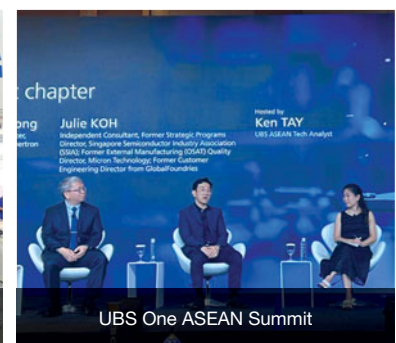 chapter
ong
Julie KOH
Independent Consultant, Former Strategic Programs
Director, Singapore Semiconductor Industry Association
(SSIA); Former External Manufacturing (OSAT) Quality
Director, Micron Technology; Former Customer
Engineering Director from GlobalFoundries
Hosted by
Ken TAY
UBS ASEAN Tech Analyst
UBS One ASEAN Summit